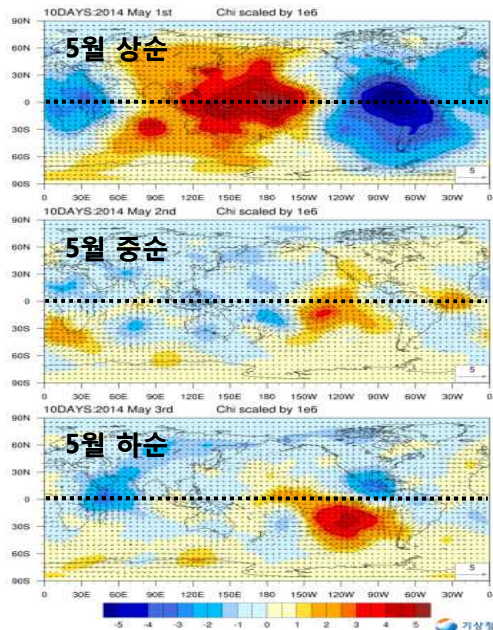 10DAYS:2014 May 1st Chi scaled by 1e6
90N
5월 상순
60N
30N
0
30S
60S
90S
5
0 30E 60E 90E 120E 150E 180 150W 120W 90W 60W 30W 0
10DAYS:2014 May 2nd Chi scaled by 1e6
90N
5월 중순
60N
30N
0
30S
60S
90S
5
0 30E 60E 90E 120E 150E 180 150W 120W 90W 60W 30W 0
10DAYS:2014 May 3rd Chi scaled by 1e6
90N
5월 하순
60N
30N
0
30S
60S
90S
5
0 30E 60E 90E 120E 150E 180 150W 120W 90W 60W 30W 0
-5 -4 -3 -2 -1 0 1 2 3 4 5
기상청